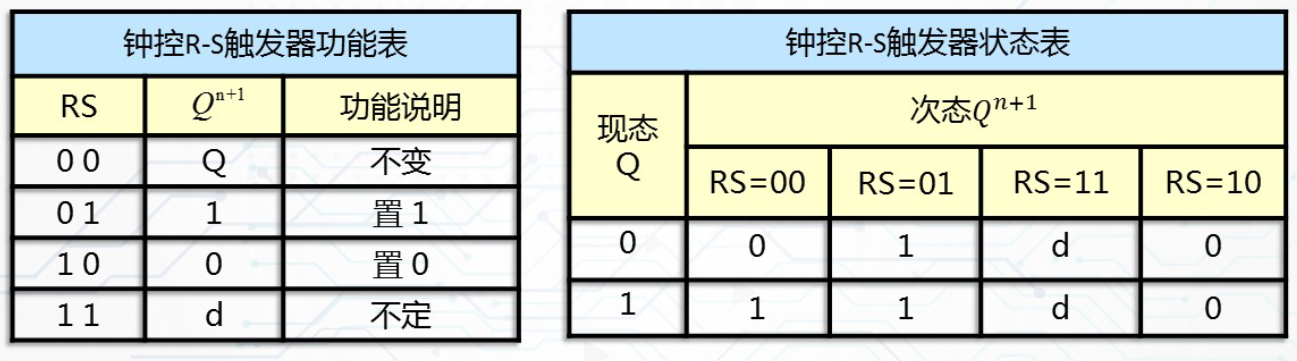 钟控R-S触发器功能表
RS Q^{n+1} 功能说明
0 0 Q 不变
0 1 1 置 1
1 0 0 置 0
1 1 d 不定
钟控R-S触发器状态表
现态 Q 次态Q^{n+1}
RS=00 RS=01 RS=11 RS=10
0 0 1 d 0
1 1 1 d 0